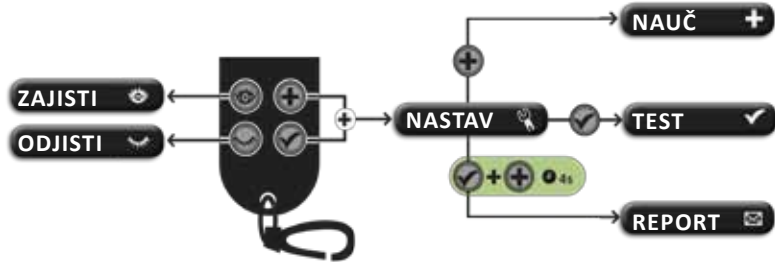 NAUČ
ZAJISTI
NASTAV
TEST
ODJISTI
+ 4s
REPORT